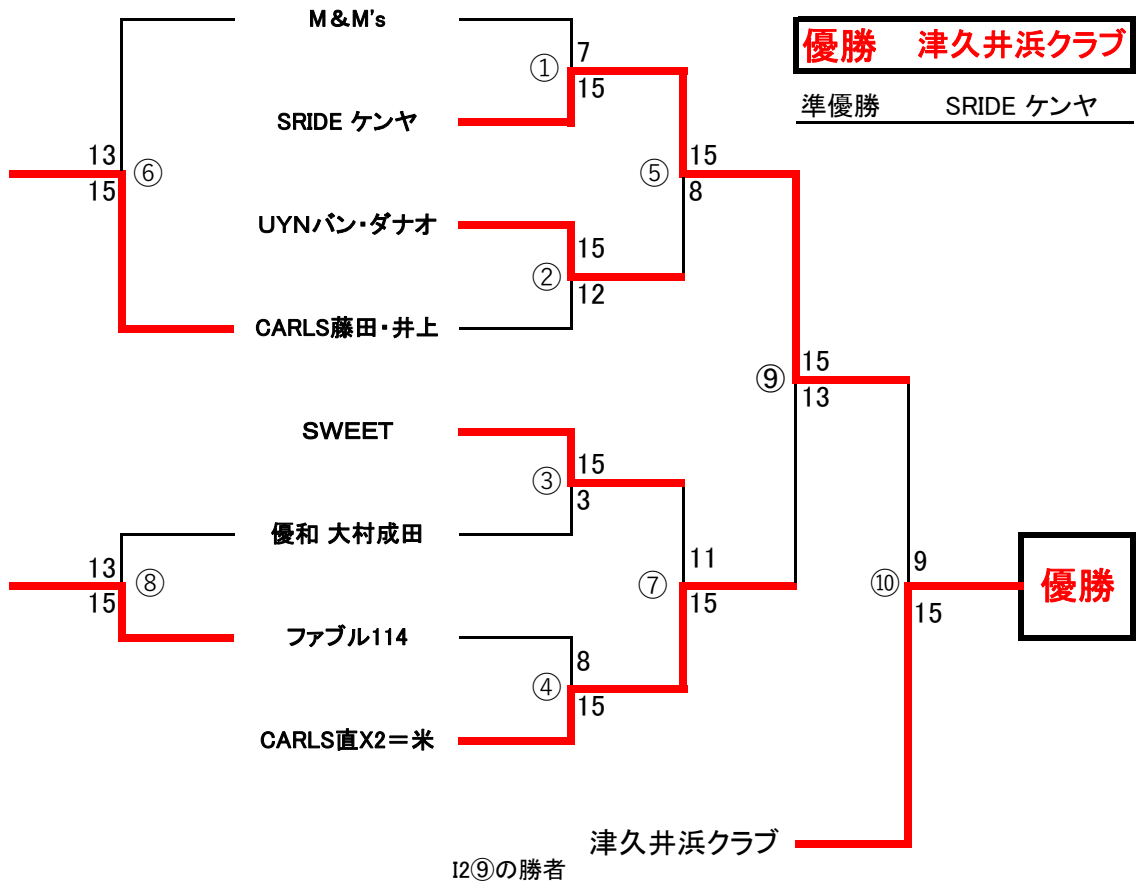 M&M's
優勝 津久井浜クラブ
7
①
15
準優勝 SRIDE ケンヤ
SRIDE ケンヤ
13
⑥
15
15
⑤
8
UYNバン・ダナオ
15
②
12
CARLS藤田・井上
15
⑨
13
SWEET
15
③
3
優和 大村成田
13
⑧
15
11
⑦
15
9
⑩
15
優勝
ファブル114
8
④
15
CARLS直X2=米
津久井浜クラブ
I2⑨の勝者